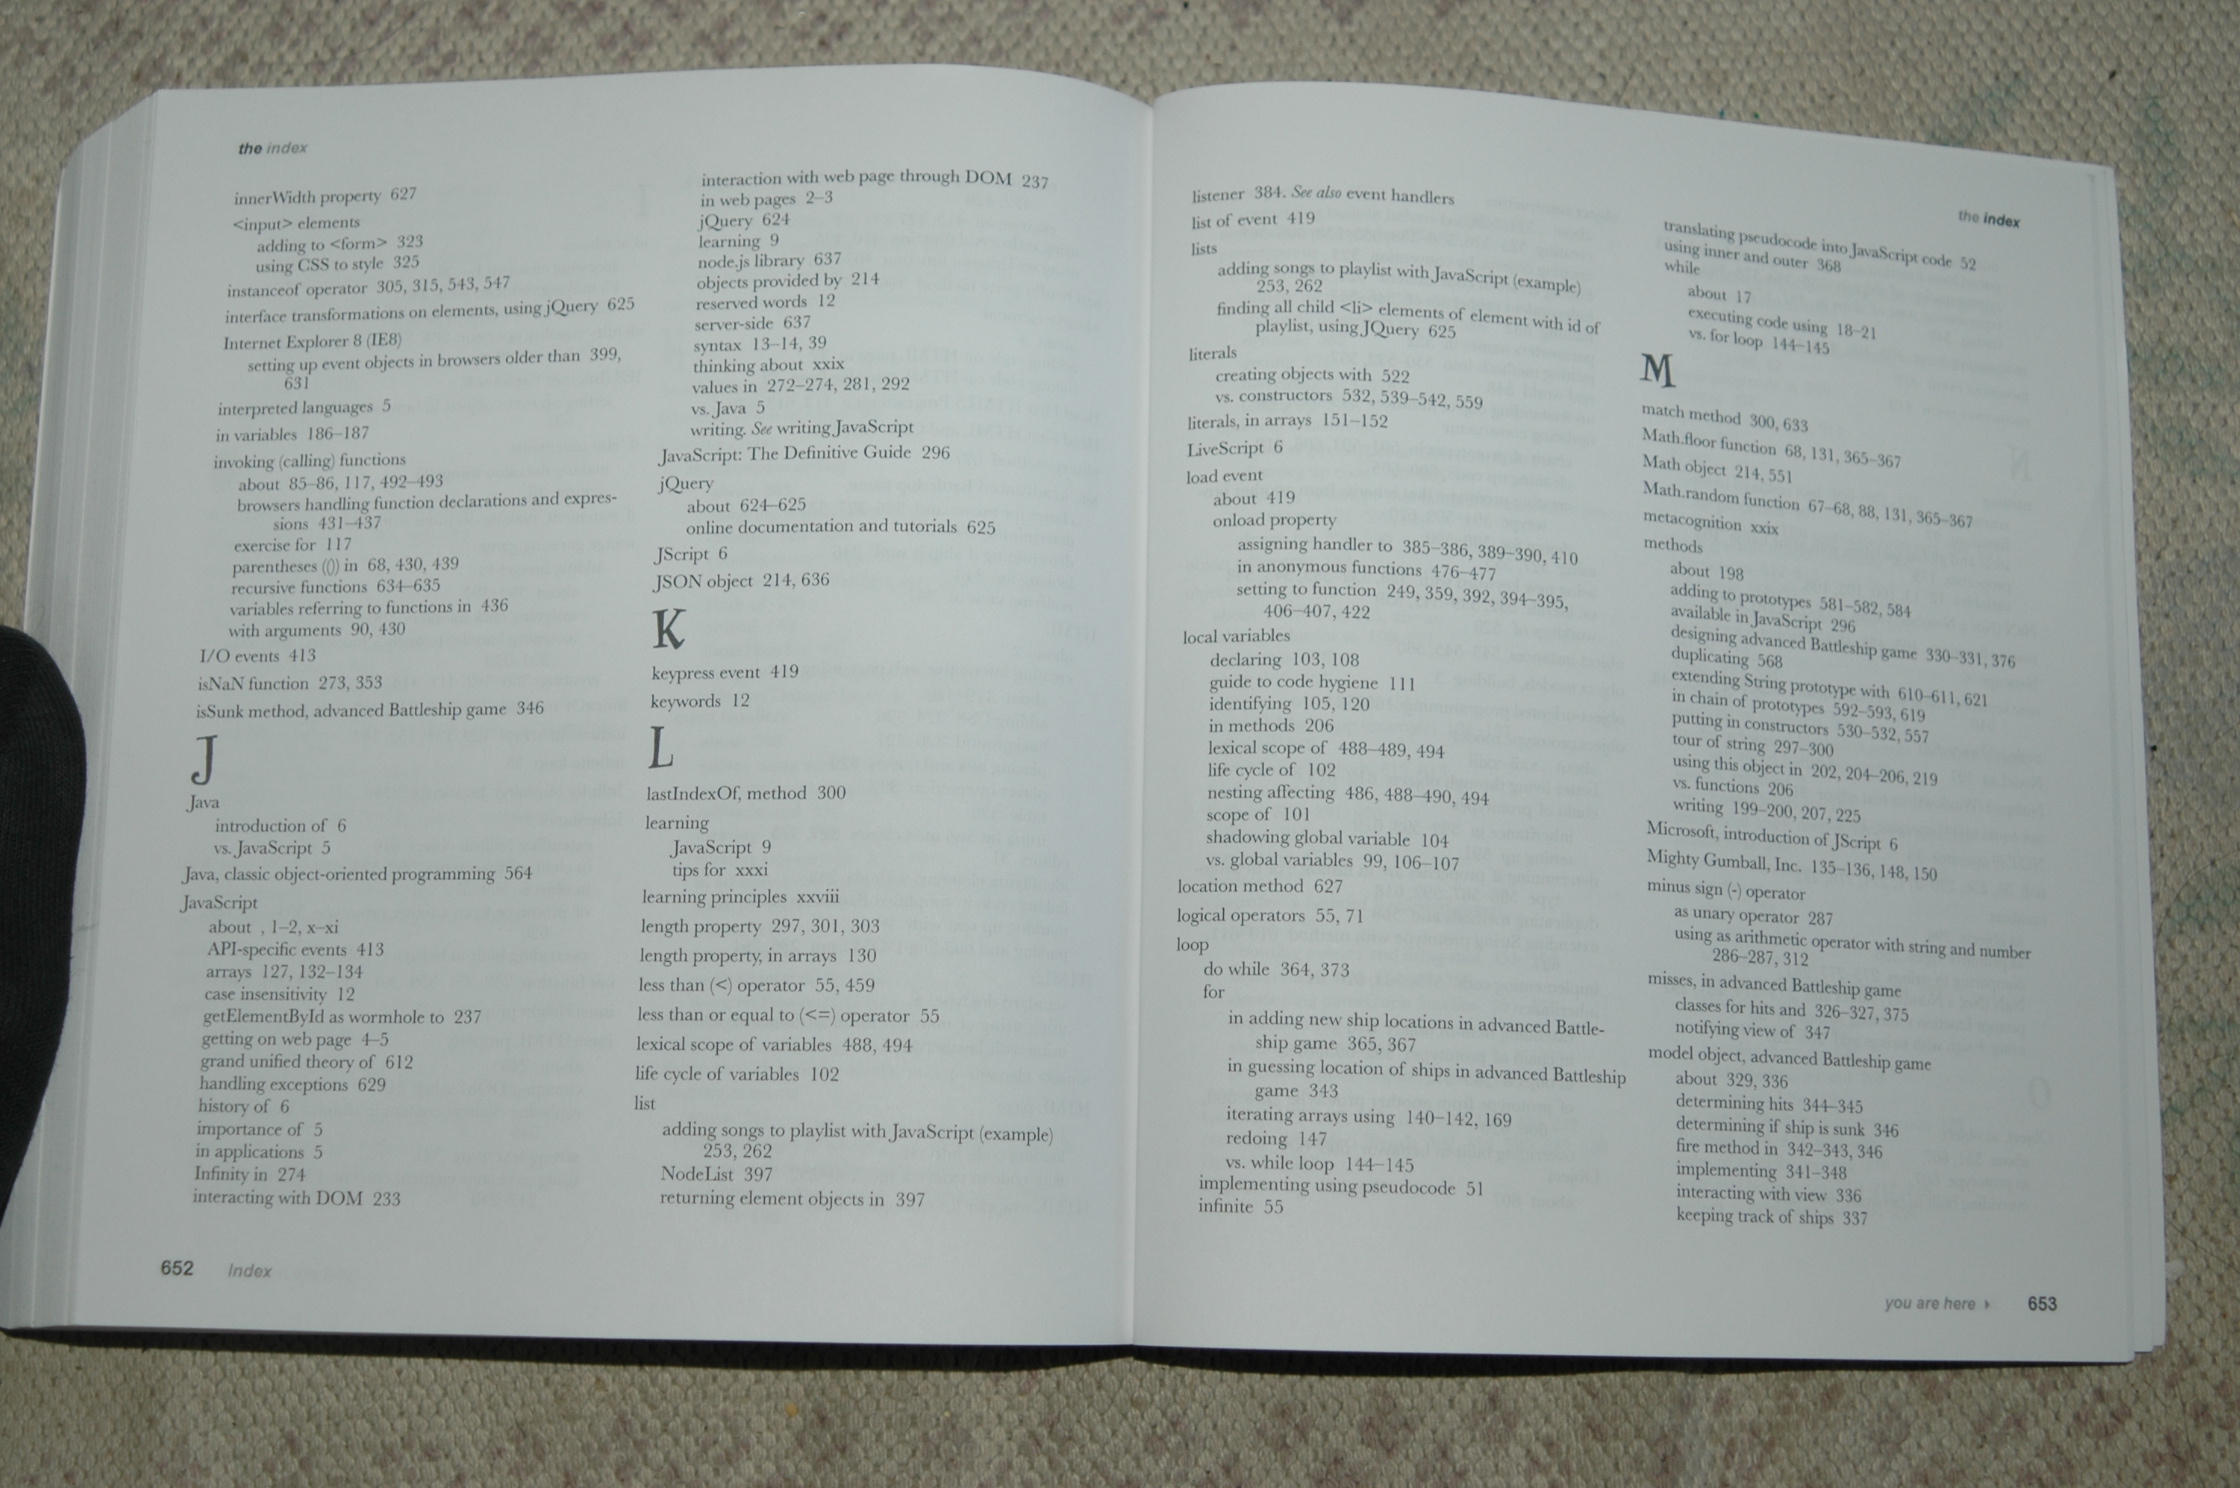 the index
innerWidth property 627
<input> elements
adding to <form> 323
using CSS to style 325
instanceof operator 305, 315, 543, 547
interface transformations on elements, using jQuery 625
Internet Explorer 8 (IE8)
setting up event objects in browsers older than 399,
631
interpreted languages 5
in variables 186–187
invoking (calling) functions
about 85–86, 117, 492–493
browsers handling function declarations and expres-
sions 431–437
exercise for 117
parentheses (()) in 68, 430, 439
recursive functions 634–635
variables referring to functions in 436
with arguments 90, 430
I/O events 413
isNaN function 273, 353
isSunk method, advanced Battleship game 346
J
Java
introduction of 6
vs. JavaScript 5
Java, classic object-oriented programming 564
JavaScript
about , 1–2, x–xi
API-specific events 413
arrays 127, 132–134
case insensitivity 12
getElementById as wormhole to 237
getting on web page 4–5
grand unified theory of 612
handling exceptions 629
history of 6
importance of 5
in applications 5
Infinity in 274
interacting with DOM 233
interaction with web page through DOM 237
in web pages 2–3
jQuery 624
learning 9
node.js library 637
objects provided by 214
reserved words 12
server-side 637
syntax 13–14, 39
thinking about xxix
values in 272–274, 281, 292
vs. Java 5
writing. See writing JavaScript
JavaScript: The Definitive Guide 296
jQuery
about 624–625
online documentation and tutorials 625
JScript 6
JSON object 214, 636
K
keypress event 419
keywords 12
L
lastIndexOf, method 300
learning
JavaScript 9
tips for xxxi
learning principles xxviii
length property 297, 301, 303
length property, in arrays 130
less than (<) operator 55, 459
less than or equal to (<=) operator 55
lexical scope of variables 488, 494
life cycle of variables 102
list
adding songs to playlist with JavaScript (example)
253, 262
NodeList 397
returning element objects in 397
652 Index
the index
listener 384. See also event handlers
list of event 419
lists
adding songs to playlist with JavaScript (example)
253, 262
finding all child <li> elements of element with id of
playlist, using JQuery 625
literals
creating objects with 522
vs. constructors 532, 539–542, 559
literals, in arrays 151–152
LiveScript 6
load event
about 419
onload property
assigning handler to 385–386, 389–390, 410
in anonymous functions 476–477
setting to function 249, 359, 392, 394–395,
406–407, 422
local variables
declaring 103, 108
guide to code hygiene 111
identifying 105, 120
in methods 206
lexical scope of 488–489, 494
life cycle of 102
nesting affecting 486, 488–490, 494
scope of 101
shadowing global variable 104
vs. global variables 99, 106–107
location method 627
logical operators 55, 71
loop
do while 364, 373
for
in adding new ship locations in advanced Battle-
ship game 365, 367
in guessing location of ships in advanced Battleship
game 343
iterating arrays using 140–142, 169
redoing 147
vs. while loop 144–145
implementing using pseudocode 51
infinite 55
translating pseudocode into JavaScript code 52
using inner and outer 368
while
about 17
executing code using 18–21
vs. for loop 144–145
M
match method 300, 633
Math.floor function 68, 131, 365–367
Math object 214, 551
Math.random function 67–68, 88, 131, 365–367
metacognition xxix
methods
about 198
adding to prototypes 581–582, 584
available in JavaScript 296
designing advanced Battleship game 330–331, 376
duplicating 568
extending String prototype with 610–611, 621
in chain of prototypes 592–593, 619
putting in constructors 530–532, 557
tour of string 297–300
using this object in 202, 204–206, 219
vs. functions 206
writing 199–200, 207, 225
Microsoft, introduction of JScript 6
Mighty Gumball, Inc. 135–136, 148, 150
minus sign (-) operator
as unary operator 287
using as arithmetic operator with string and number
286–287, 312
misses, in advanced Battleship game
classes for hits and 326–327, 375
notifying view of 347
model object, advanced Battleship game
about 329, 336
determining hits 344–345
determining if ship is sunk 346
fire method in 342–343, 346
implementing 341–348
interacting with view 336
keeping track of ships 337
you are here ▸ 653